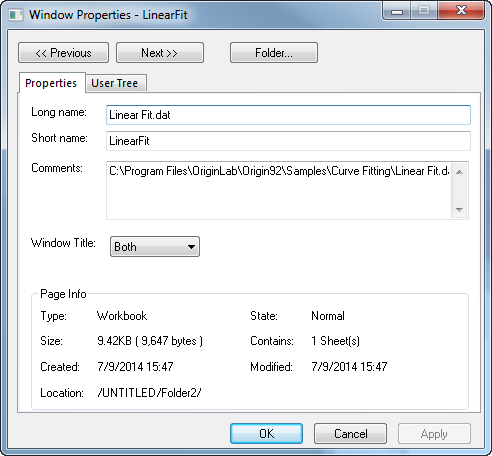 Window Properties - LinearFit
<< Previous Next >> Folder...
Properties User Tree
Long name: Linear Fit.dat
Short name: LinearFit
Comments: C:\Program Files\OriginLab\Origin92\Samples\Curve Fitting\Linear Fit.da
Window Title: Both
Page Info
Type: Workbook State: Normal
Size: 9.42KB ( 9,647 bytes ) Contains: 1 Sheet(s)
Created: 7/9/2014 15:47 Modified: 7/9/2014 15:47
Location: /UNTITLED/Folder2/
OK Cancel Apply